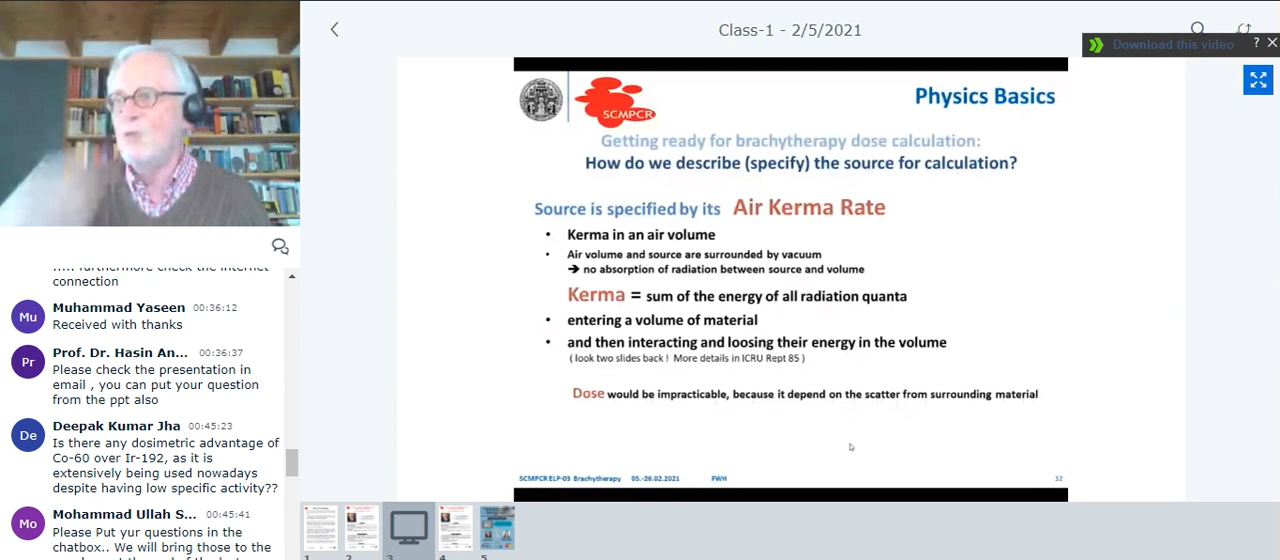 Class-1 - 2/5/2021
Download this video
?
SCMPCR
Physics Basics
Getting ready for brachytherapy dose calculation:
How do we describe (specify) the source for calculation?
Source is specified by its Air Kerma Rate
• Kerma in an air volume
• Air volume and source are surrounded by vacuum
➔ no absorption of radiation between source and volume
Kerma = sum of the energy of all radiation quanta
• entering a volume of material
• and then interacting and loosing their energy in the volume
( look two slides back ! More details in ICRU Rept 85 )
Dose would be impracticable, because it depend on the scatter from surrounding material
SCMPCR ELP-03 Brachytherapy 05.-26.02.2021 FWH 32
..... furthermore check the internet
connection
Mu
Muhammad Yaseen 00:36:12
Received with thanks
Pr
Prof. Dr. Hasin An... 00:36:37
Please check the presentation in
email , you can put your question
from the ppt also
De
Deepak Kumar Jha 00:45:23
Is there any dosimetric advantage of
Co-60 over Ir-192, as it is
extensively being used nowadays
despite having low specific activity??
Mo
Mohammad Ullah S... 00:45:41
Please Put yur questions in the
chatbox.. We will bring those to the
1 2 3 4 5